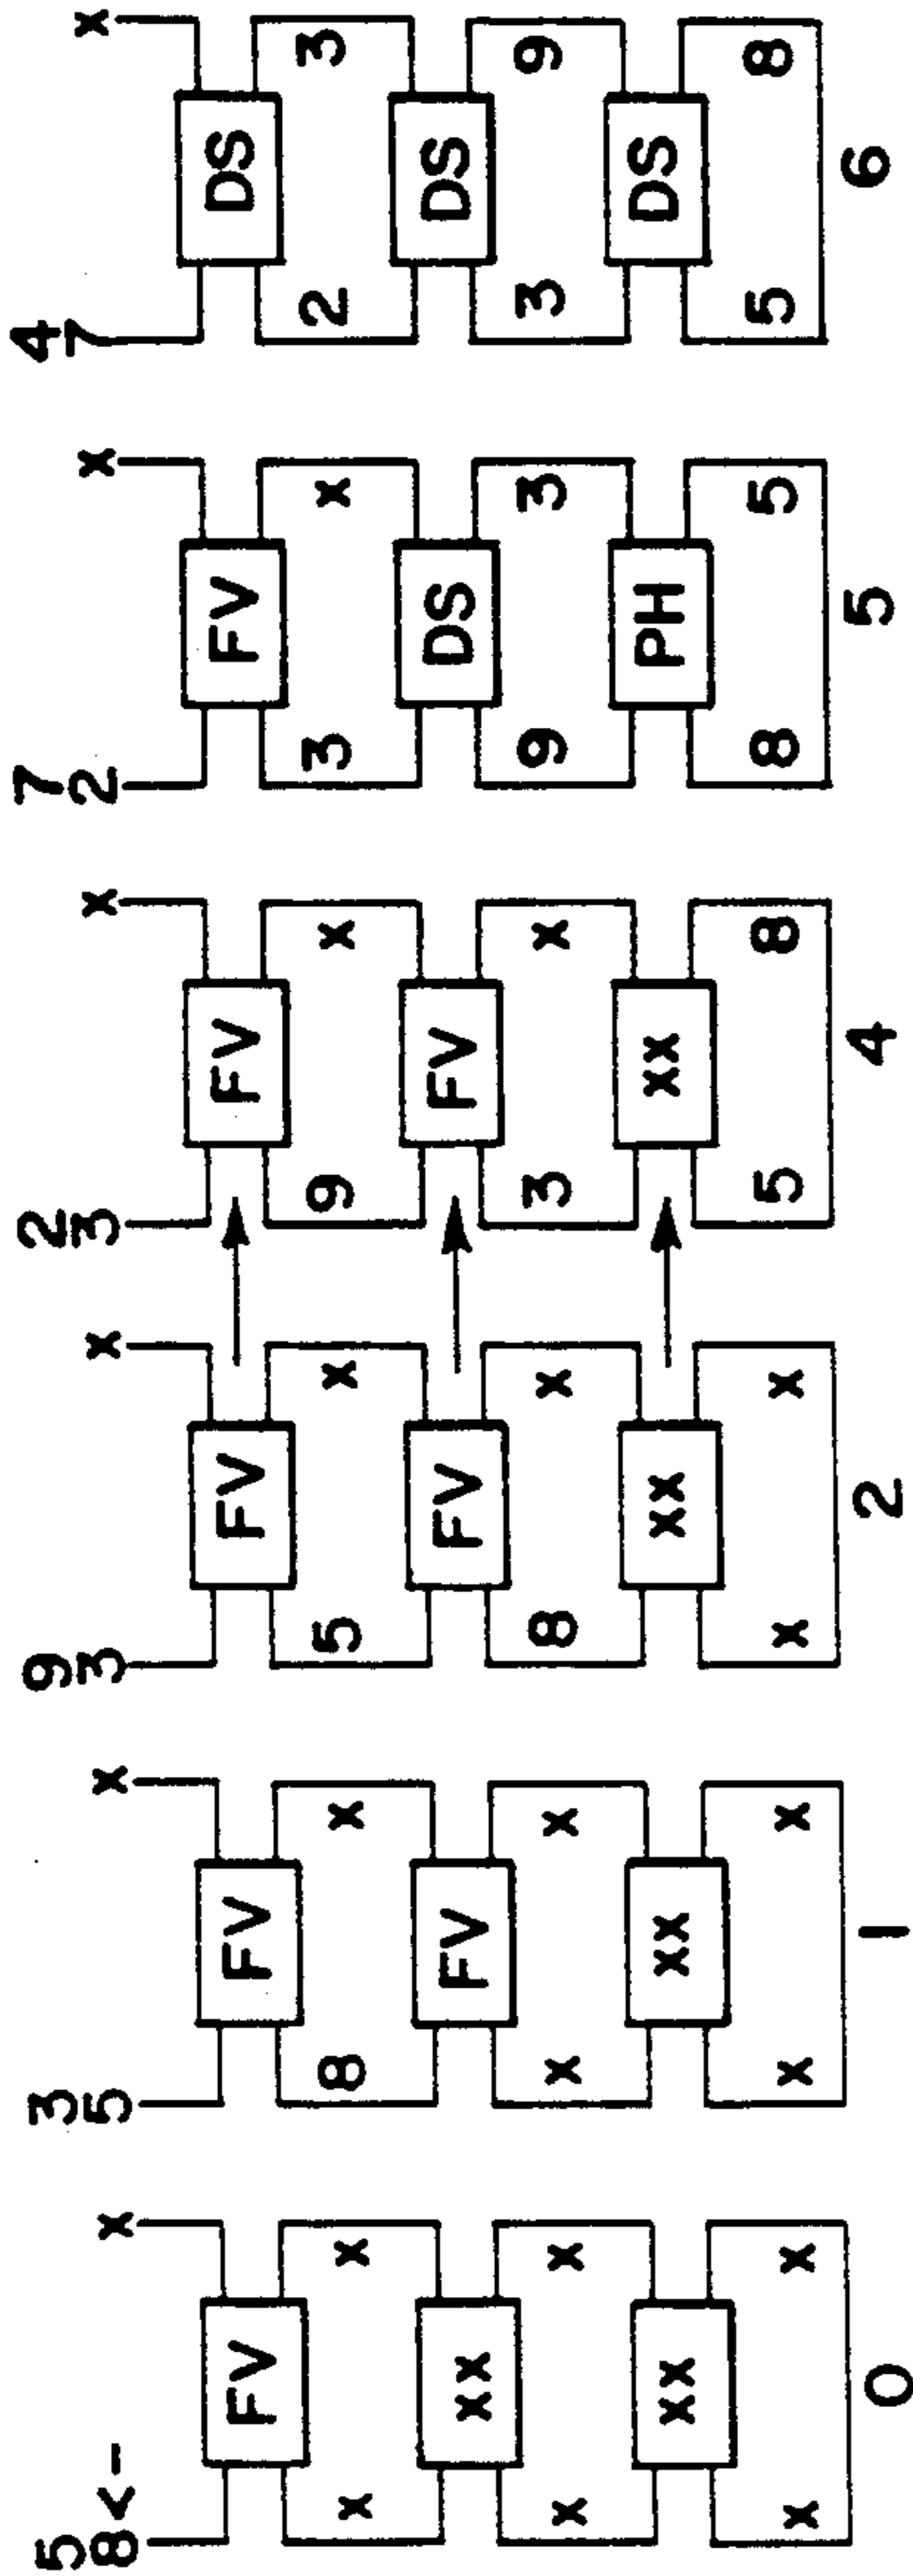 5 3 9 2 7 4
8<- x 5 x 3 x 3 x 2 x 7 x
FV FV FV FV FV DS
x x 8 x 5 x 9 x 3 x 2 3
xx FV FV FV DS DS
x x x x 8 x 3 x 9 3 3 9
xx xx xx xx PH DS
x x x x x x 5 8 8 5 5 8
0 1 2 4 5 6